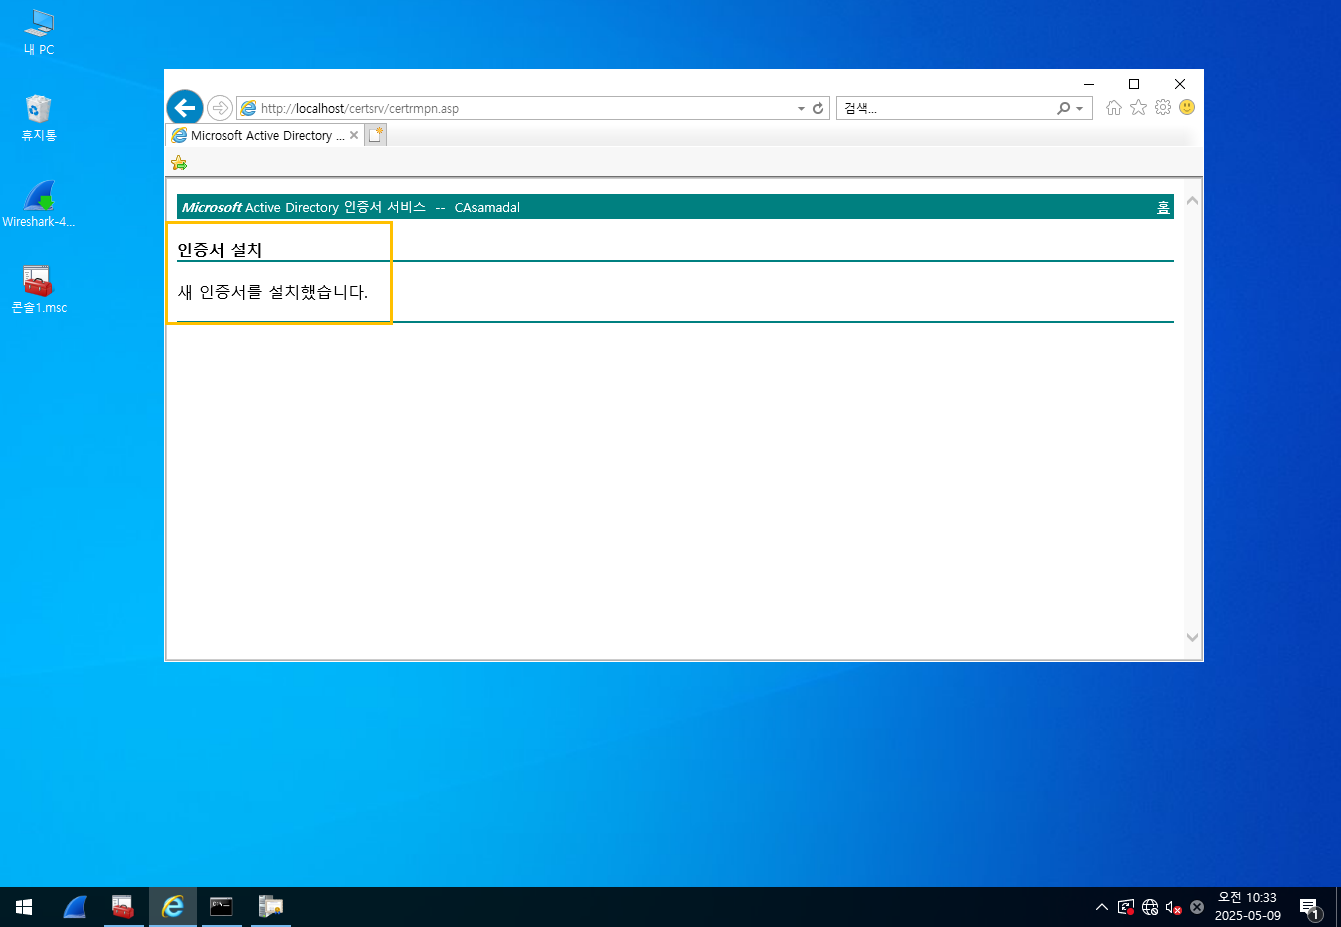 내 PC
휴지통
Wireshark-4...
콘솔1.msc
http://localhost/certsrv/certrmpn.asp
검색...
Microsoft Active Directory ...
Microsoft Active Directory 인증서 서비스 -- CAsamadal
홈
인증서 설치
새 인증서를 설치했습니다.
오전 10:33
2025-05-09
1